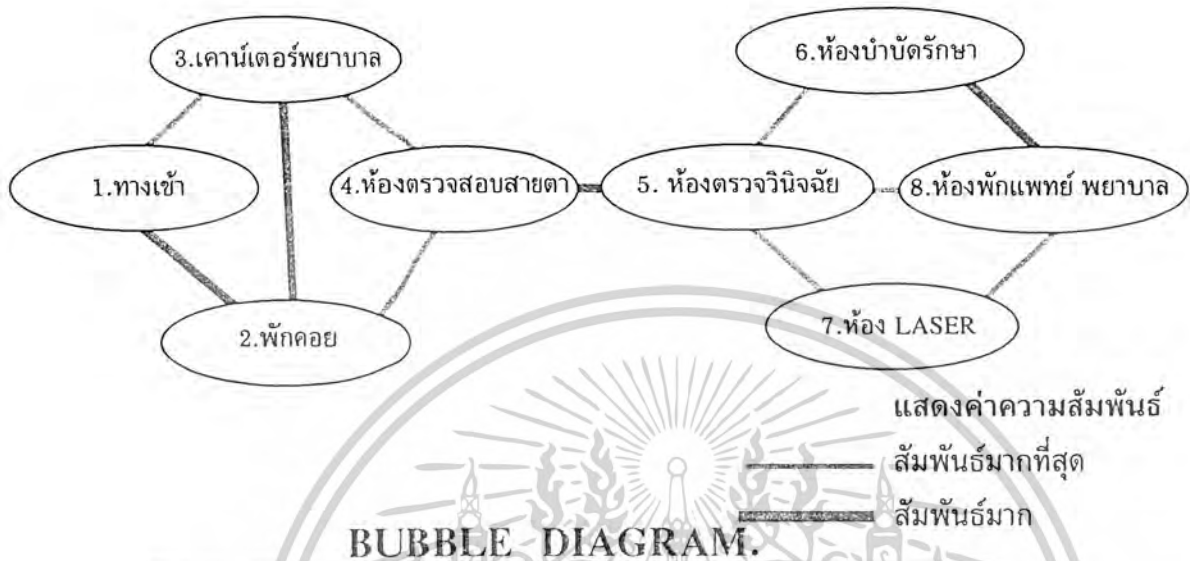 3.เคาน์เตอร์พยาบาล
6.ห้องบำบัดรักษา
1.ทางเข้า
4.ห้องตรวจสอบสายตา
5. ห้องตรวจวินิจฉัย
8.ห้องพักแพทย์ พยาบาล
2.พักคอย
7.ห้อง LASER
แสดงค่าความสัมพันธ์
สัมพันธ์มากที่สุด
สัมพันธ์มาก
BUBBLE DIAGRAM.